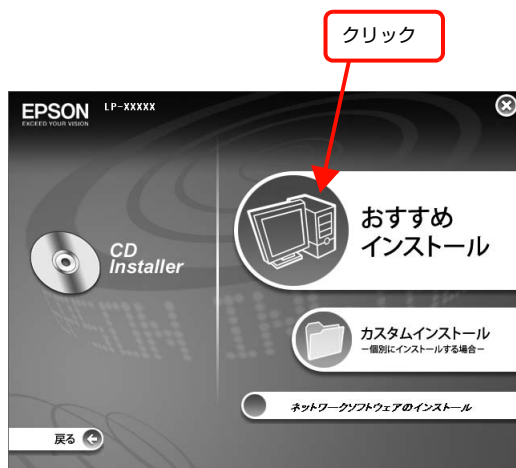 クリック
EPSON
EXCEED YOUR VISION
LP-XXXXX
CD
Installer
おすすめ
インストール
カスタムインストール
－個別にインストールする場合－
ネットワークソフトウェアのインストール
戻る